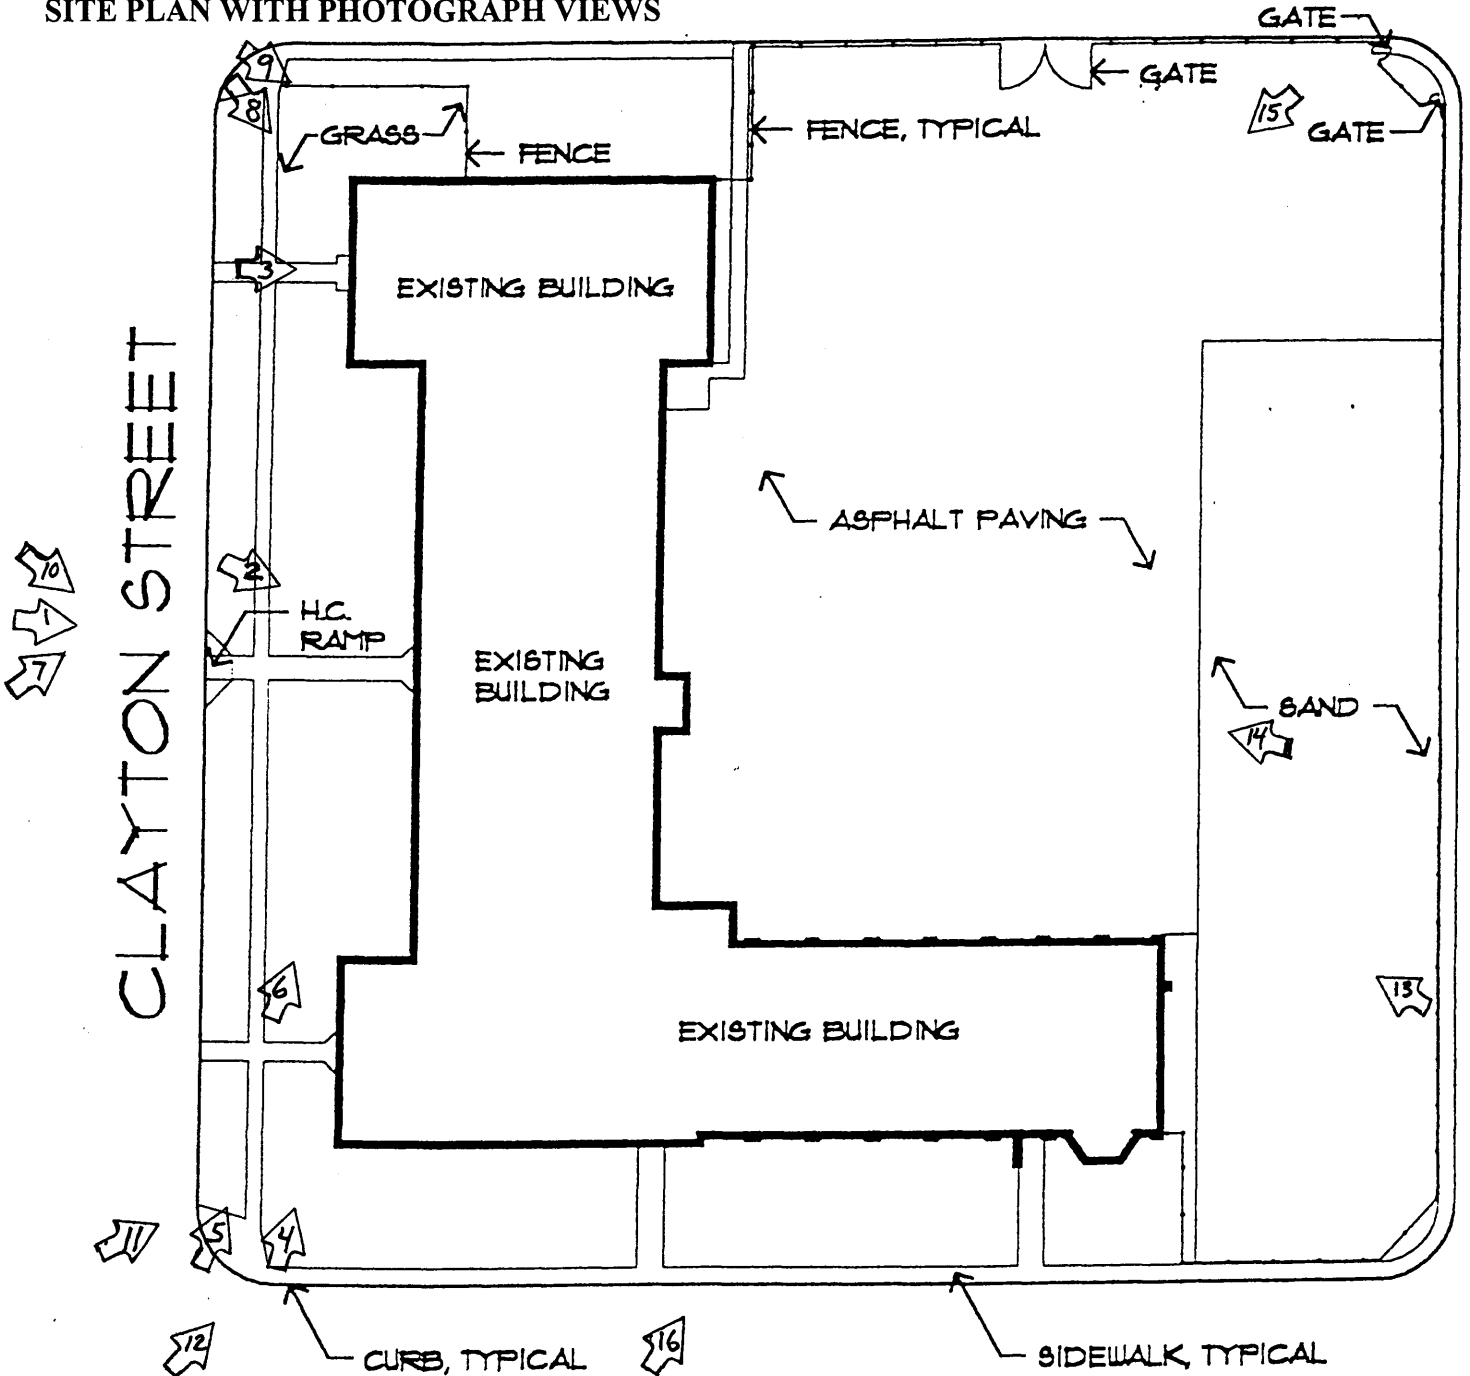 SITE PLAN WITH PHOTOGRAPH VIEWS
GATE
9
GATE
8
15
GRASS
FENCE, TYPICAL
GATE
FENCE
3
EXISTING BUILDING
CLAYTON STREET
ASPHALT PAVING
10
2
1
H.C.
RAMP
7
EXISTING
BUILDING
SAND
14
6
13
EXISTING BUILDING
11
5
4
12
CURB, TYPICAL
16
SIDEWALK, TYPICAL